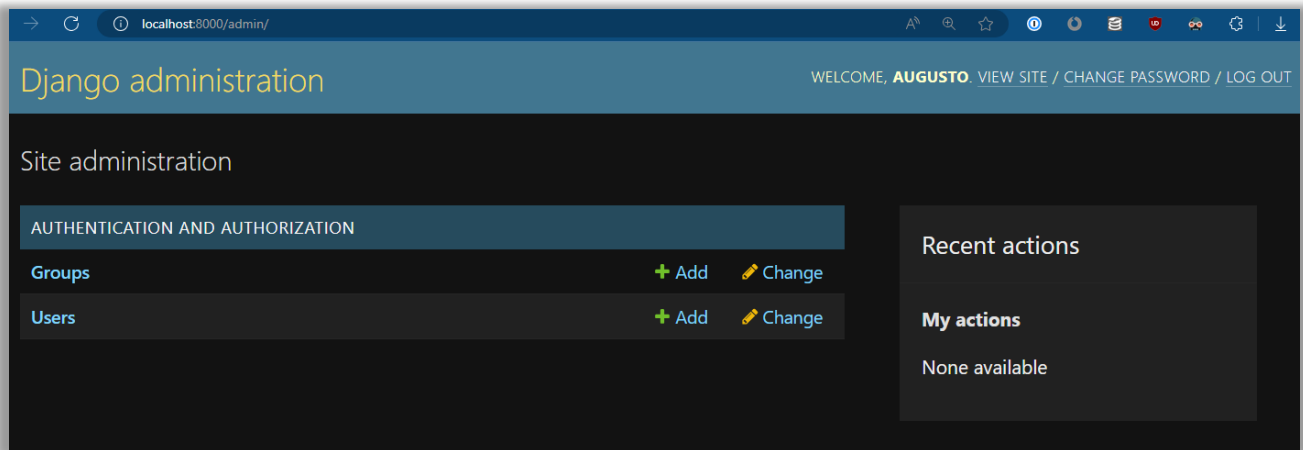 localhost:8000/admin/
Django administration
WELCOME, AUGUSTO. VIEW SITE / CHANGE PASSWORD / LOG OUT
Site administration
AUTHENTICATION AND AUTHORIZATION
Groups + Add Change
Users + Add Change
Recent actions
My actions
None available